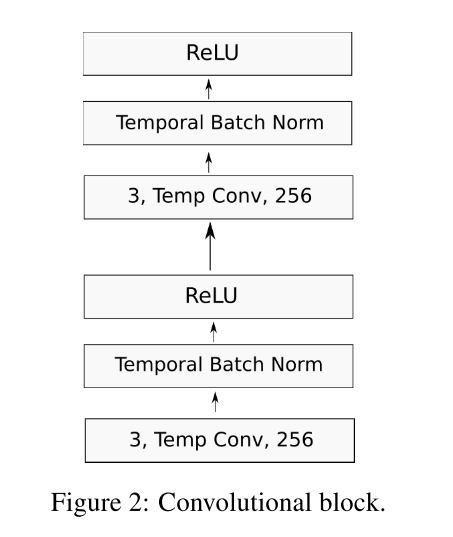 ReLU
Temporal Batch Norm
3, Temp Conv, 256
ReLU
Temporal Batch Norm
3, Temp Conv, 256
Figure 2: Convolutional block.